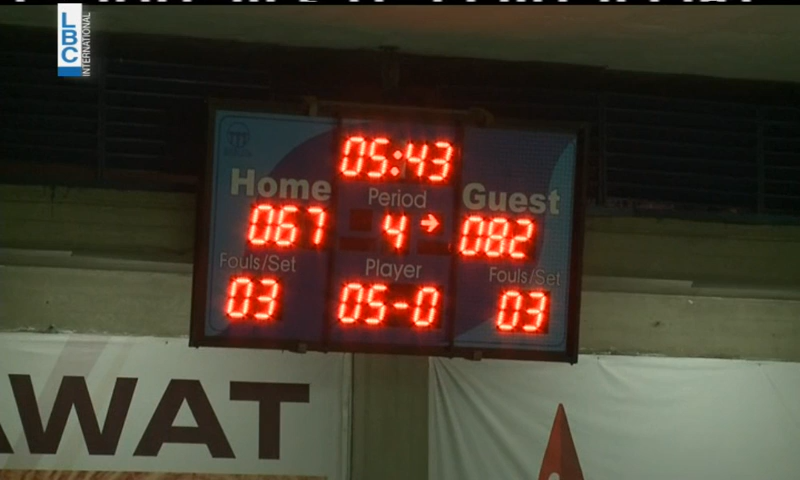 LBC
INTERNATIONAL
05:43
Home
Period
Guest
067
4
082
Fouls/Set
Player
Fouls/Set
03
05-0
03
AWAT